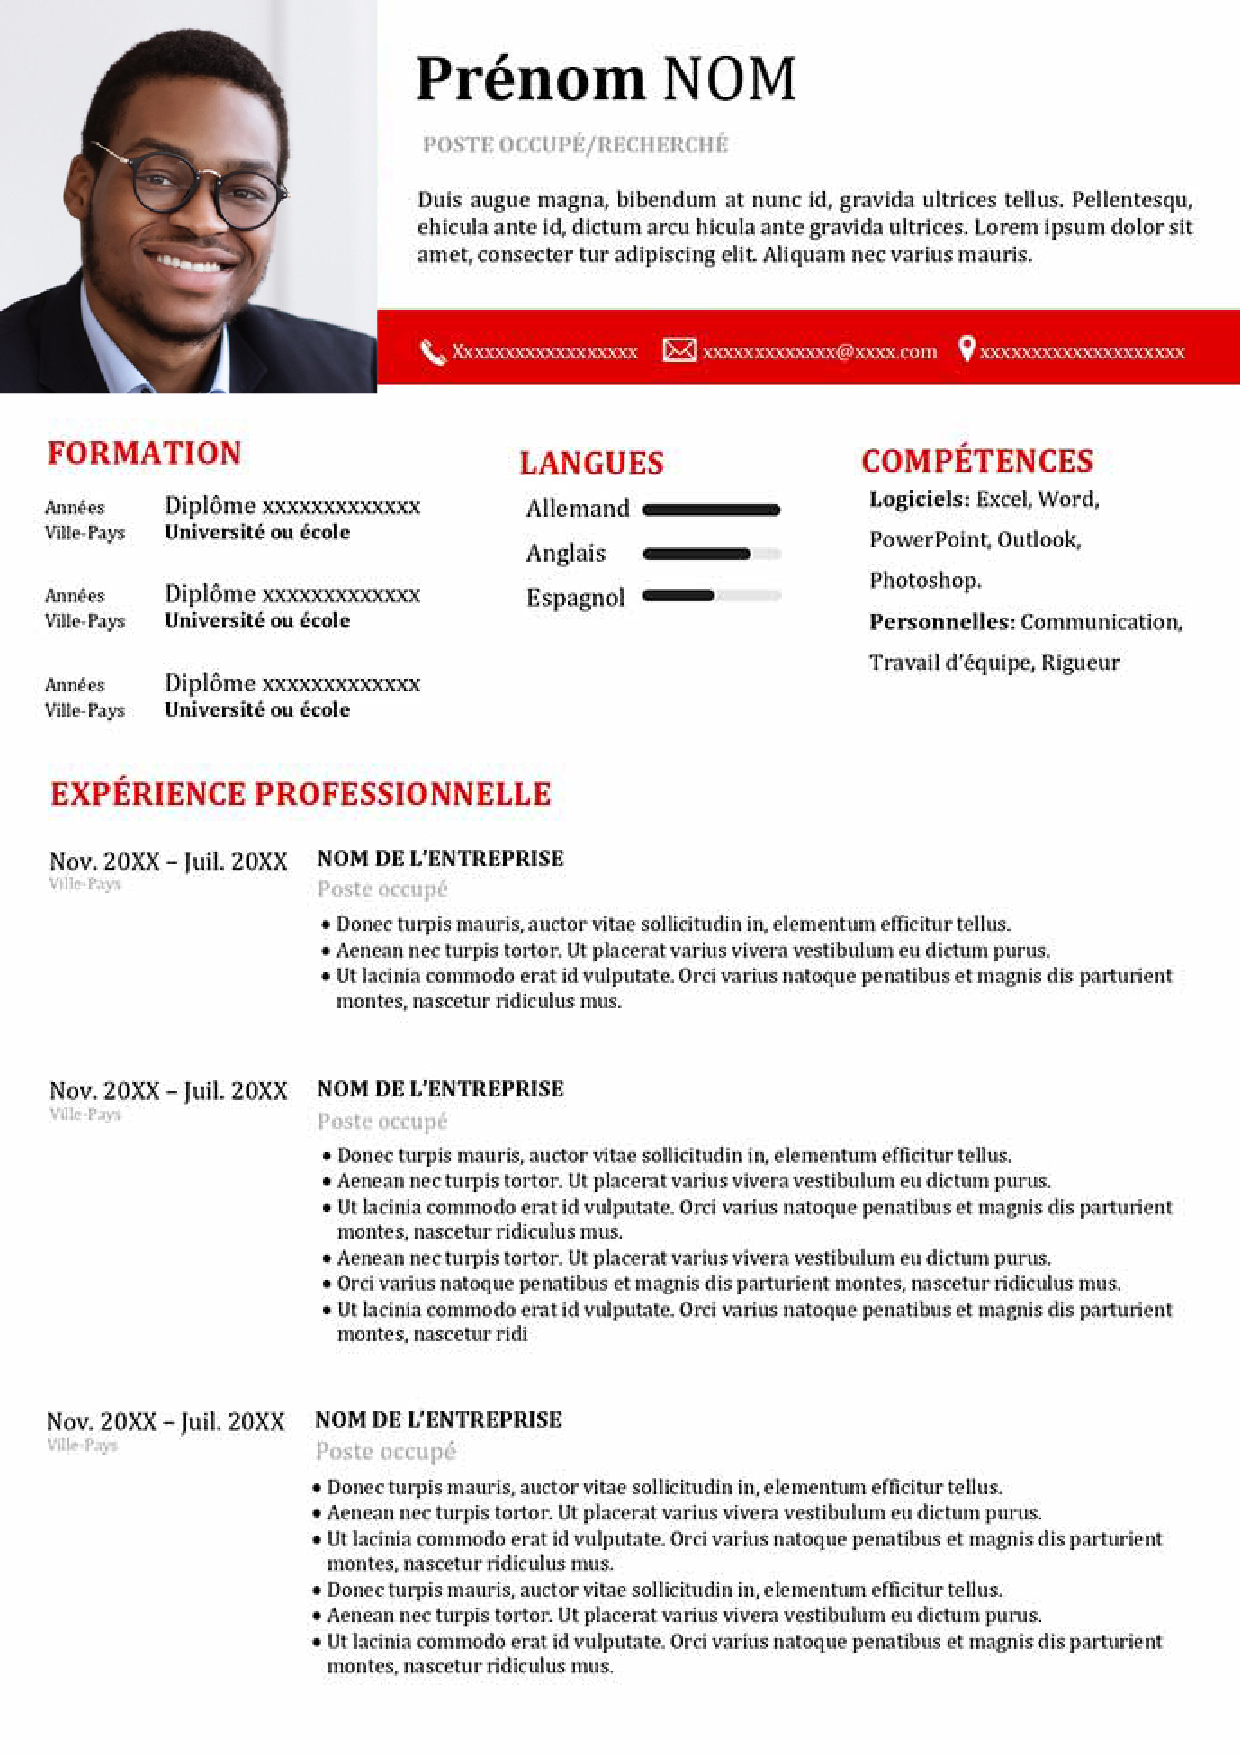 Prénom NOM
POSTE OCCUPÉ/RECHERCHÉ
Duis augue magna, bibendum at nunc id, gravida ultrices tellus. Pellentesqu,
ehicula ante id, dictum arcu hicula ante gravida ultrices. Lorem ipsum dolor sit
amet, consecter tur adipiscing elit. Aliquam nec varius mauris.
Xxxxxxxxxxxxxxxxxx xxxxxxxxxxxxx@xxxx.com xxxxxxxxxxxxxxxxxxxx
FORMATION
Années Diplôme xxxxxxxxxxxxx
Ville-Pays Université ou école
Années Diplôme xxxxxxxxxxxxx
Ville-Pays Université ou école
Années Diplôme xxxxxxxxxxxxx
Ville-Pays Université ou école
LANGUES
Allemand
Anglais
Espagnol
COMPÉTENCES
Logiciels: Excel, Word,
PowerPoint, Outlook,
Photoshop.
Personnelles: Communication,
Travail d’équipe, Rigueur
EXPÉRIENCE PROFESSIONNELLE
Nov. 20XX – Juil. 20XX NOM DE L’ENTREPRISE
Ville-Pays Poste occupé
• Donec turpis mauris, auctor vitae sollicitudin in, elementum efficitur tellus.
• Aenean nec turpis tortor. Ut placerat varius vivera vestibulum eu dictum purus.
• Ut lacinia commodo erat id vulputate. Orci varius natoque penatibus et magnis dis parturient
montes, nascetur ridiculus mus.
Nov. 20XX – Juil. 20XX NOM DE L’ENTREPRISE
Ville-Pays Poste occupé
• Donec turpis mauris, auctor vitae sollicitudin in, elementum efficitur tellus.
• Aenean nec turpis tortor. Ut placerat varius vivera vestibulum eu dictum purus.
• Ut lacinia commodo erat id vulputate. Orci varius natoque penatibus et magnis dis parturient
montes, nascetur ridiculus mus.
• Aenean nec turpis tortor. Ut placerat varius vivera vestibulum eu dictum purus.
• Orci varius natoque penatibus et magnis dis parturient montes, nascetur ridiculus mus.
• Ut lacinia commodo erat id vulputate. Orci varius natoque penatibus et magnis dis parturient
montes, nascetur ridi
Nov. 20XX – Juil. 20XX NOM DE L’ENTREPRISE
Ville-Pays Poste occupé
• Donec turpis mauris, auctor vitae sollicitudin in, elementum efficitur tellus.
• Aenean nec turpis tortor. Ut placerat varius vivera vestibulum eu dictum purus.
• Ut lacinia commodo erat id vulputate. Orci varius natoque penatibus et magnis dis parturient
montes, nascetur ridiculus mus.
• Donec turpis mauris, auctor vitae sollicitudin in, elementum efficitur tellus.
• Aenean nec turpis tortor. Ut placerat varius vivera vestibulum eu dictum purus.
• Ut lacinia commodo erat id vulputate. Orci varius natoque penatibus et magnis dis parturient
montes, nascetur ridiculus mus.